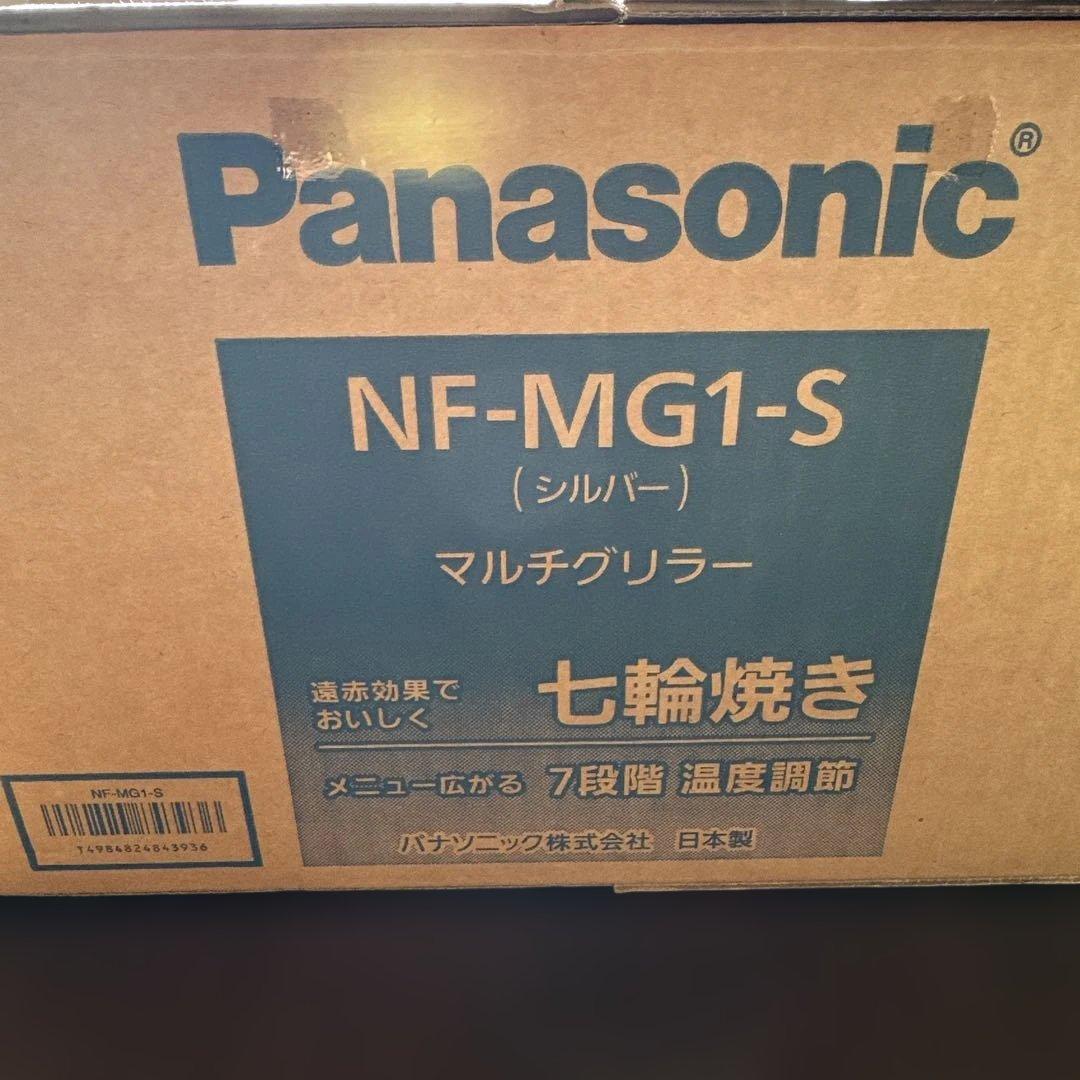 Panasonic®
NF-MG1-S
(シルバー)
マルチグリラー
遠赤効果で
おいしく
七輪焼き
メニュー広がる 7段階 温度調節
パナソニック株式会社 日本製
NF-MG1-S
T4984824843936